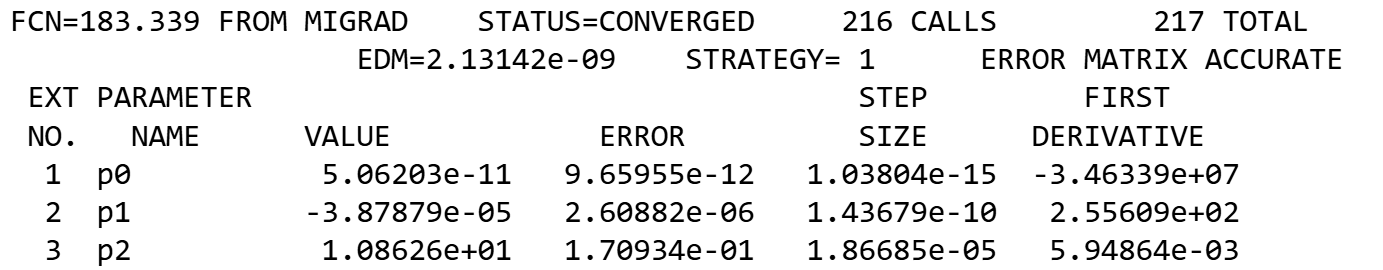 FCN=183.339 FROM MIGRAD    STATUS=CONVERGED     216 CALLS         217 TOTAL
EDM=2.13142e-09    STRATEGY= 1      ERROR MATRIX ACCURATE
EXT PARAMETER                                   STEP         FIRST
NO.   NAME      VALUE            ERROR          SIZE      DERIVATIVE
1  p0           5.06203e-11   9.65955e-12   1.03804e-15  -3.46339e+07
2  p1          -3.87879e-05   2.60882e-06   1.43679e-10   2.55609e+02
3  p2           1.08626e+01   1.70934e-01   1.86685e-05   5.94864e-03